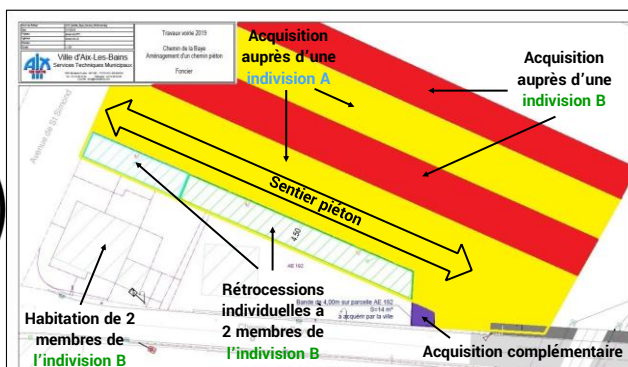 Ville d'Aix-Les-Bains
Services Techniques Municipaux
AIX
Travaux voirie 2019
Chemin de la Baye
Aménagement d'un chemin piéton
Foncier
Acquisition
auprès d'une
indivision A
Acquisition
auprès d'une
indivision B
Avenue de St Simond
Sentier piéton
4,50
AE 192
Rétrocessions
individuelles à
2 membres de
l'indivision B
Bande de 4,00m sur parcelle AE 192
S=14 m²
à acquérir par la ville
Habitation de 2
membres de
l'indivision B
Acquisition complémentaire